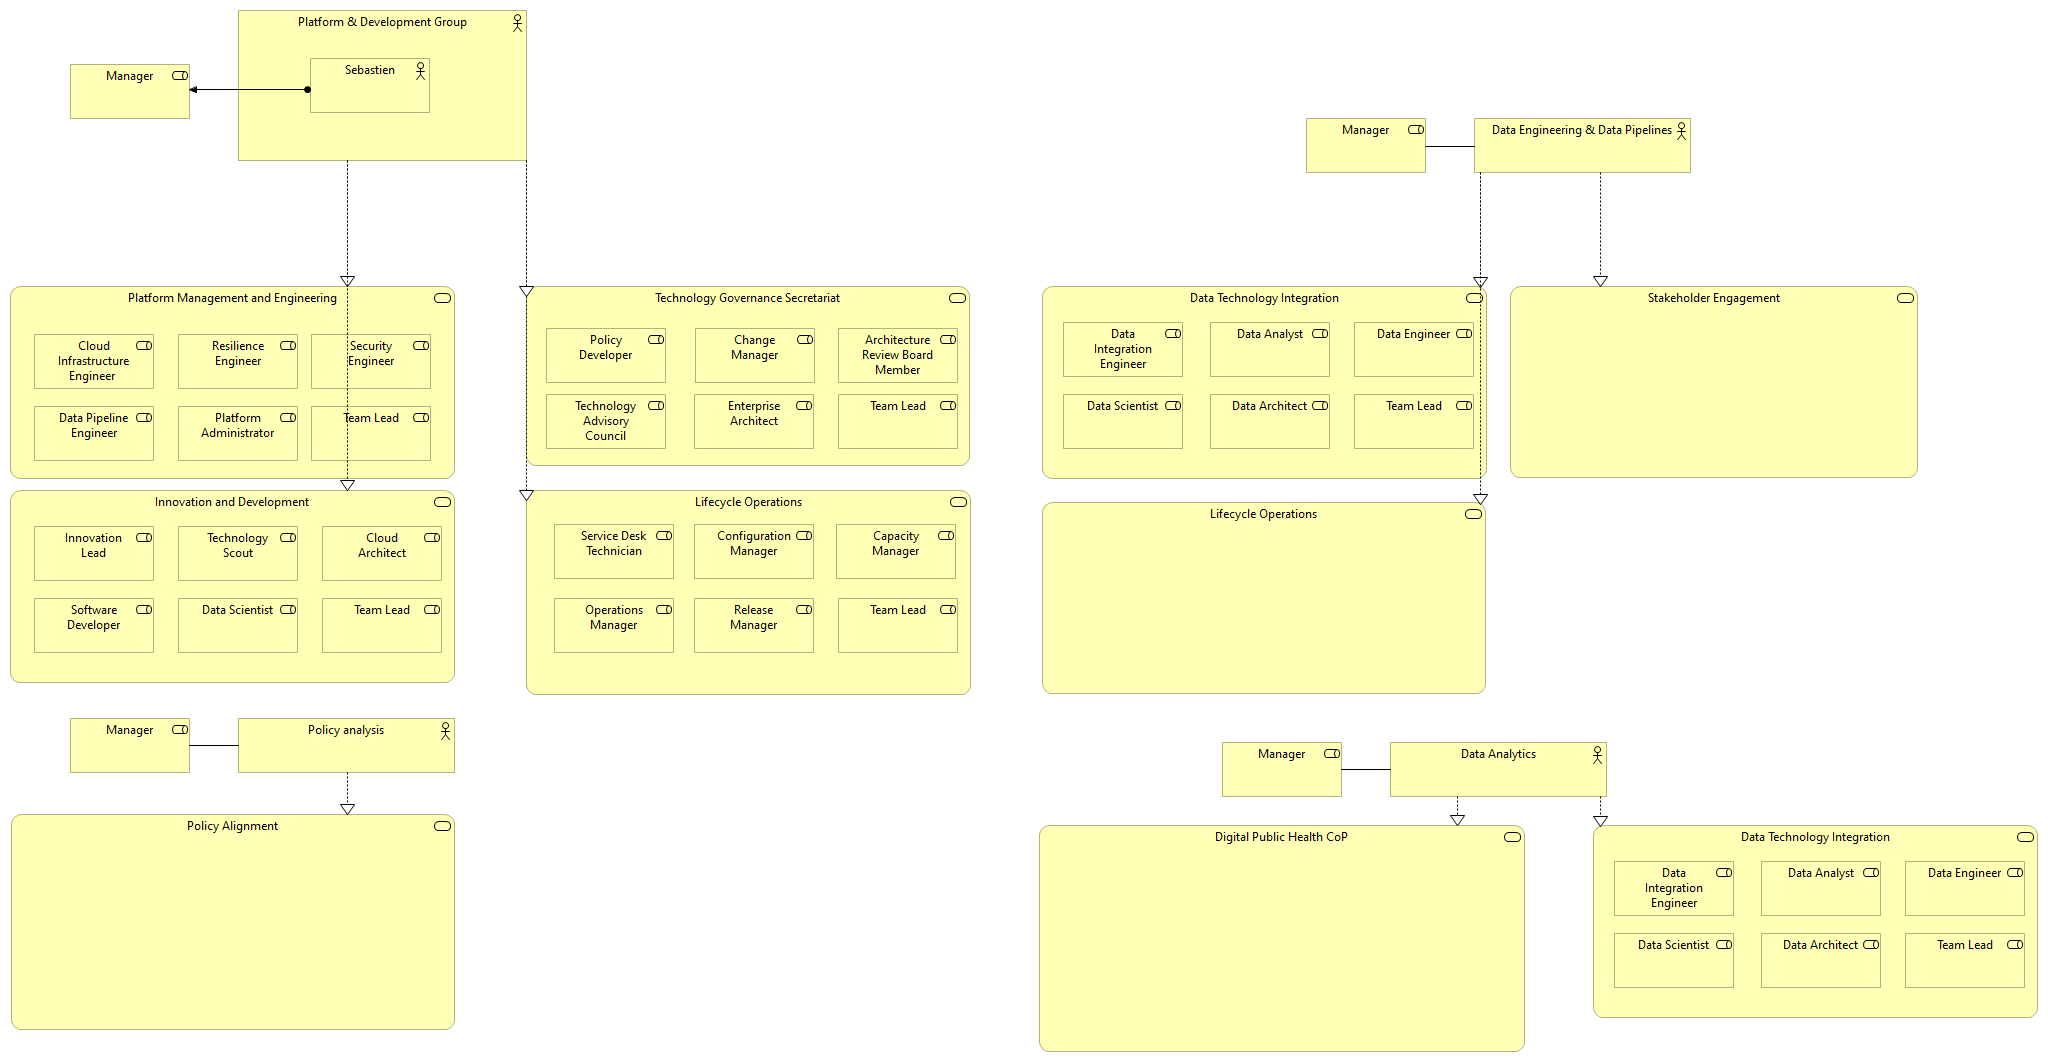 Platform & Development Group
Sebastien
Manager
Platform Management and Engineering
Cloud
Infrastructure
Engineer
Resilience
Engineer
Security
Engineer
Data Pipeline
Engineer
Platform
Administrator
Team Lead
Technology Governance Secretariat
Policy
Developer
Change
Manager
Architecture
Review Board
Member
Technology
Advisory
Council
Enterprise
Architect
Team Lead
Innovation and Development
Innovation
Lead
Technology
Scout
Cloud
Architect
Software
Developer
Data Scientist
Team Lead
Lifecycle Operations
Service Desk
Technician
Configuration
Manager
Capacity
Manager
Operations
Manager
Release
Manager
Team Lead
Manager
Policy analysis
Policy Alignment
Manager
Data Engineering & Data Pipelines
Data Technology Integration
Data
Integration
Engineer
Data Analyst
Data Engineer
Data Scientist
Data Architect
Team Lead
Stakeholder Engagement
Lifecycle Operations
Manager
Data Analytics
Digital Public Health CoP
Data Technology Integration
Data
Integration
Engineer
Data Analyst
Data Engineer
Data Scientist
Data Architect
Team Lead